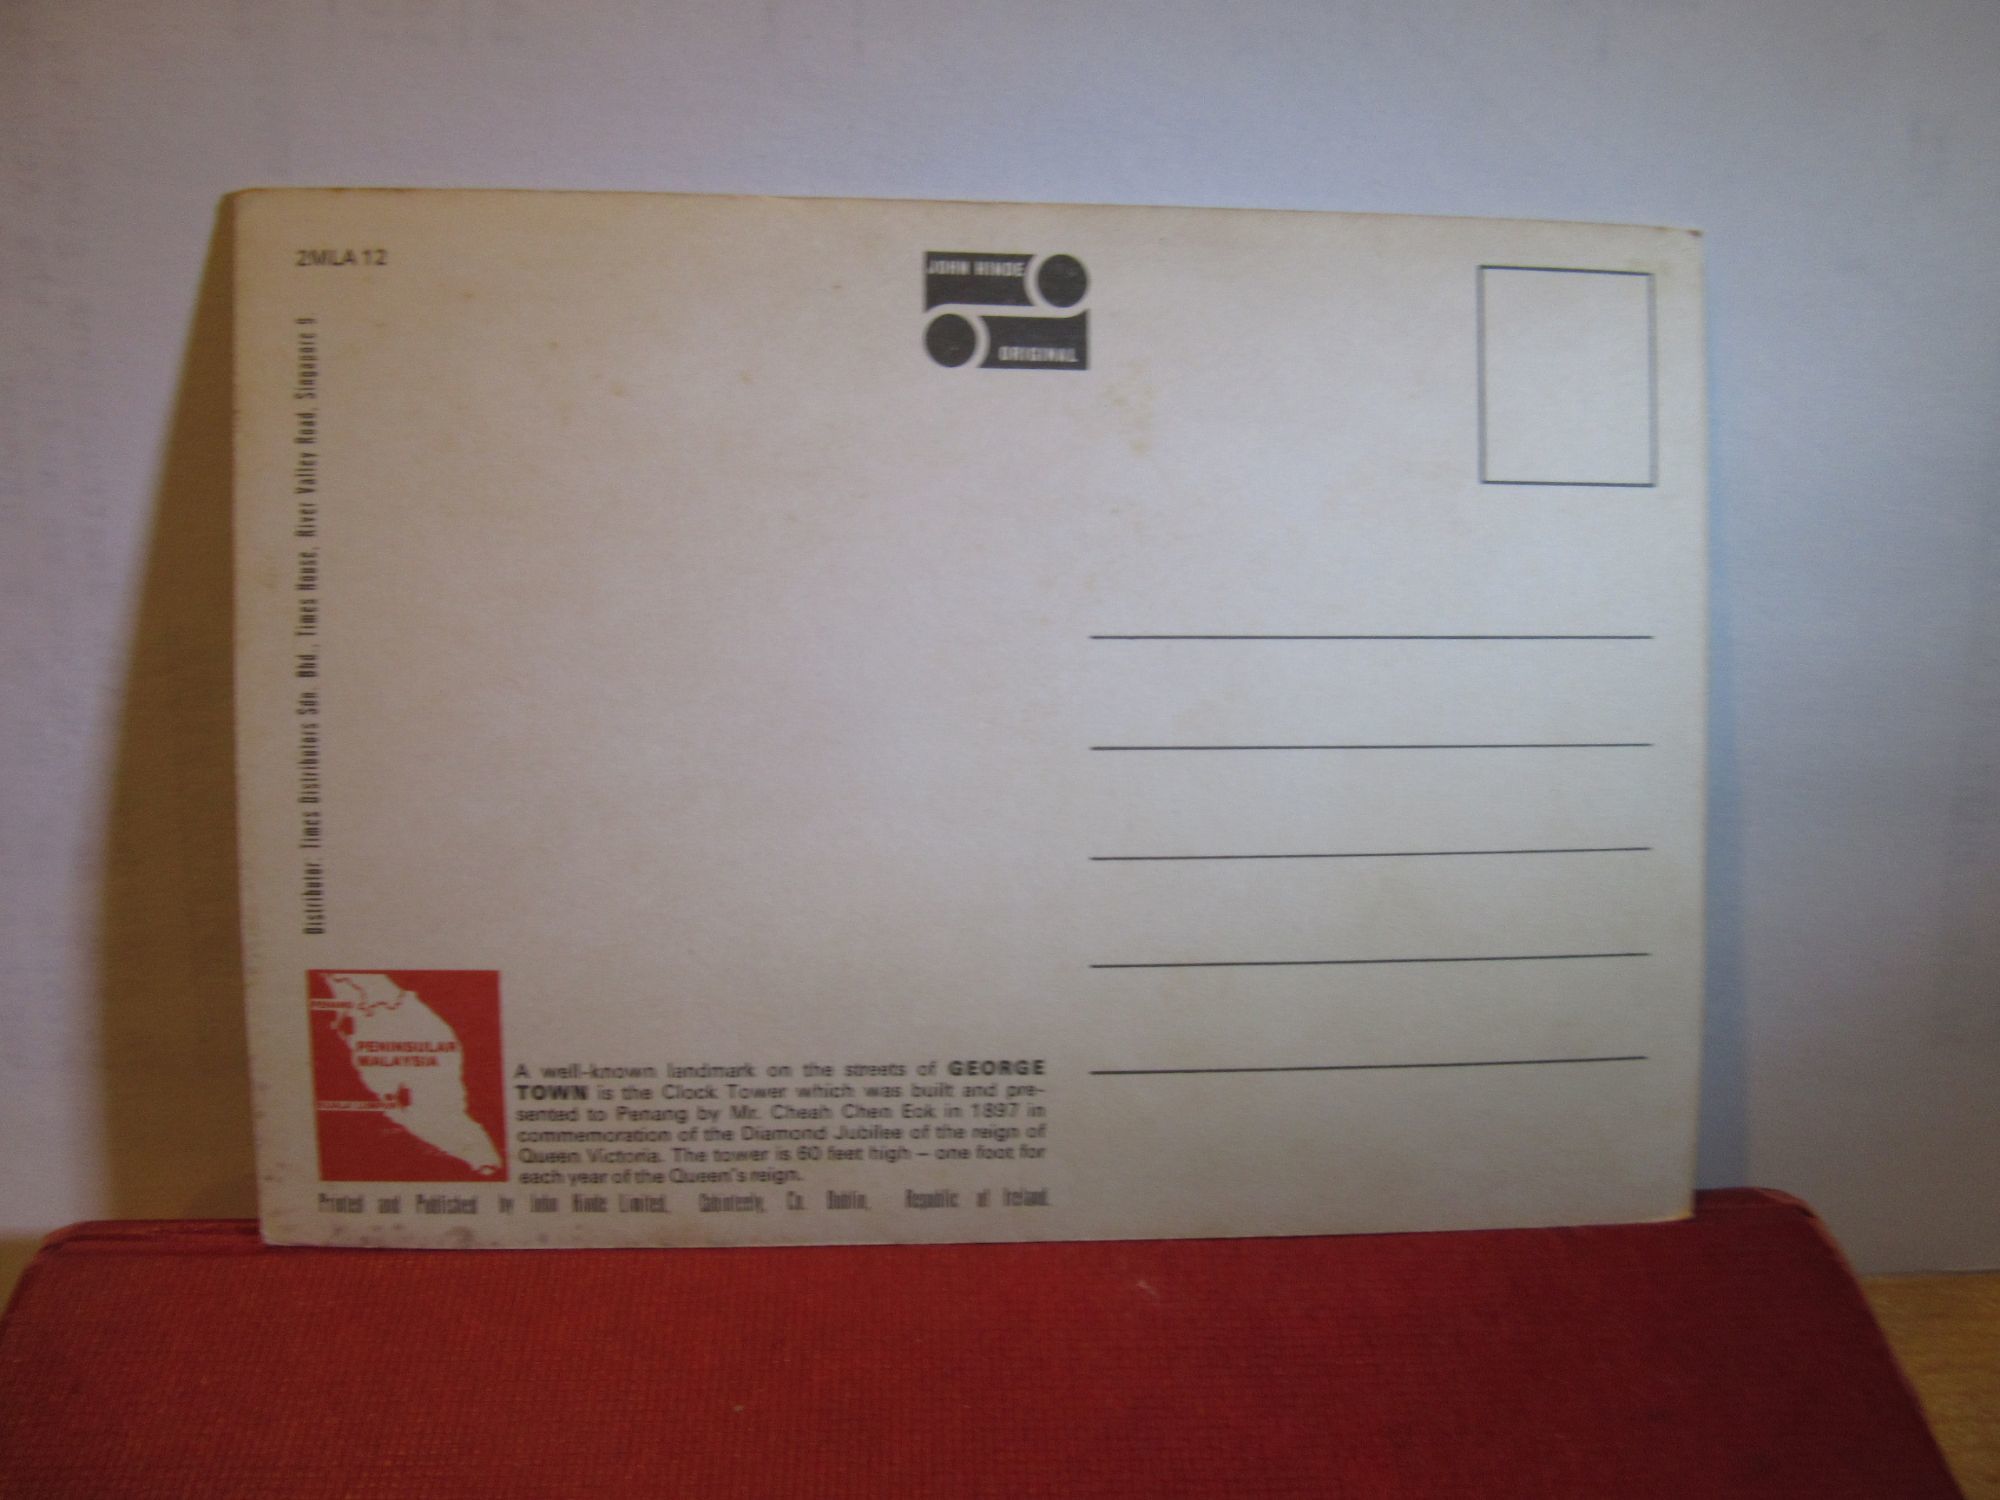 2MLA 12
JOHN HINDE
ORIGINAL
Distributor: Times Distributors Sdn. Bhd., Times House, River Valley Road, Singapore 9
PENANG
PENINSULAR
MALAYSIA
KUALA LUMPUR
A well-known landmark on the streets of GEORGE
TOWN is the Clock Tower which was built and pre-
sented to Penang by Mr. Cheah Chen Eok in 1897 in
commemoration of the Diamond Jubilee of the reign of
Queen Victoria. The tower is 60 feet high – one foot for
each year of the Queen's reign.
Printed and Published by John Hinde Limited, Cabinteely, Co. Dublin, Republic of Ireland.